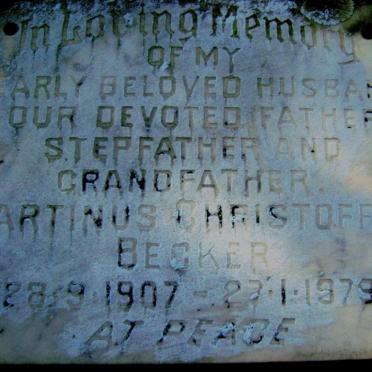 In Loving Memory
OF MY
ARLY BELOVED HUSBAN
OUR DEVOTED FATHER
STEPFATHER AND
GRANDFATHER
ARTINUS CHRISTOFF
BECKER
28·9·1907 - 23·1·1979
AT PEACE